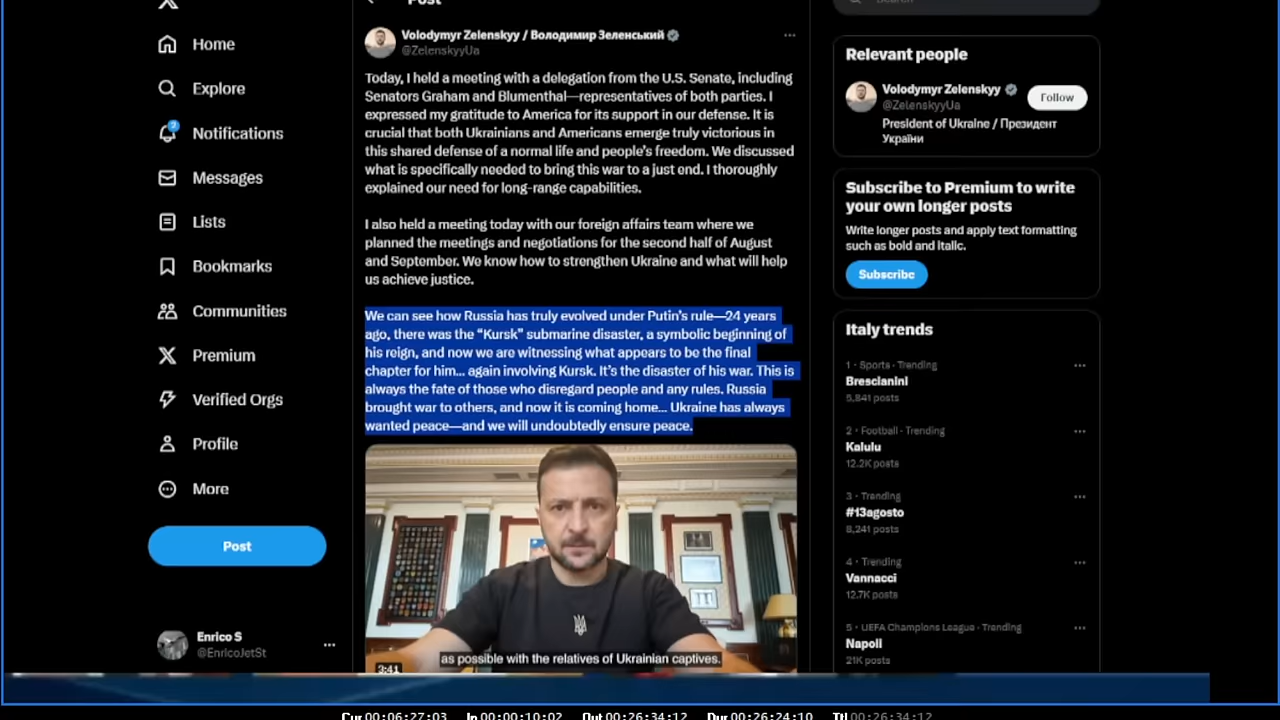 Post
Search
Home
Explore
2
Notifications
Messages
Lists
Bookmarks
Communities
Premium
Verified Orgs
Profile
More
Post
Enrico S
@EnricoJetSt
Volodymyr Zelenskyy / Володимир Зеленський
@ZelenskyyUa
Today, I held a meeting with a delegation from the U.S. Senate, including
Senators Graham and Blumenthal—representatives of both parties. I
expressed my gratitude to America for its support in our defense. It is
crucial that both Ukrainians and Americans emerge truly victorious in
this shared defense of a normal life and people's freedom. We discussed
what is specifically needed to bring this war to a just end. I thoroughly
explained our need for long-range capabilities.
I also held a meeting today with our foreign affairs team where we
planned the meetings and negotiations for the second half of August
and September. We know how to strengthen Ukraine and what will help
us achieve justice.
We can see how Russia has truly evolved under Putin's rule—24 years
ago, there was the "Kursk" submarine disaster, a symbolic beginning of
his reign, and now we are witnessing what appears to be the final
chapter for him... again involving Kursk. It's the disaster of his war. This is
always the fate of those who disregard people and any rules. Russia
brought war to others, and now it is coming home... Ukraine has always
wanted peace—and we will undoubtedly ensure peace.
as possible with the relatives of Ukrainian captives.
3:41
Relevant people
Volodymyr Zelenskyy
@ZelenskyyUa
Follow
President of Ukraine / Президент
України
Subscribe to Premium to write
your own longer posts
Write longer posts and apply text formatting
such as bold and italic.
Subscribe
Italy trends
1 · Sports · Trending
Brescianini
5,841 posts
2 · Football · Trending
Kalulu
12.2K posts
3 · Trending
#13agosto
8,241 posts
4 · Trending
Vannacci
12.7K posts
5 · UEFA Champions League · Trending
Napoli
21K posts
Cur 00:06:27:03 In 00:00:10:02 Out 00:26:34:12 Dur 00:26:24:10 Ttl 00:26:34:12